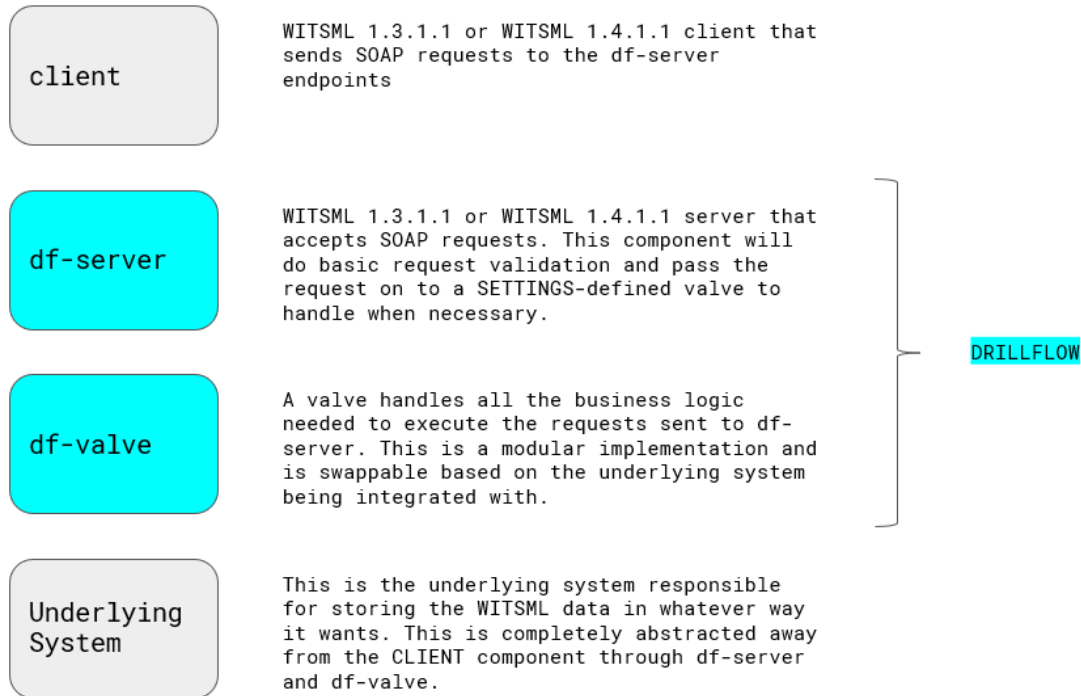 client
WITSML 1.3.1.1 or WITSML 1.4.1.1 client that
sends SOAP requests to the df-server
endpoints
df-server
WITSML 1.3.1.1 or WITSML 1.4.1.1 server that
accepts SOAP requests. This component will
do basic request validation and pass the
request on to a SETTINGS-defined valve to
handle when necessary.
DRILLFLOW
df-valve
A valve handles all the business logic
needed to execute the requests sent to df-
server. This is a modular implementation and
is swappable based on the underlying system
being integrated with.
Underlying
System
This is the underlying system responsible
for storing the WITSML data in whatever way
it wants. This is completely abstracted away
from the CLIENT component through df-server
and df-valve.